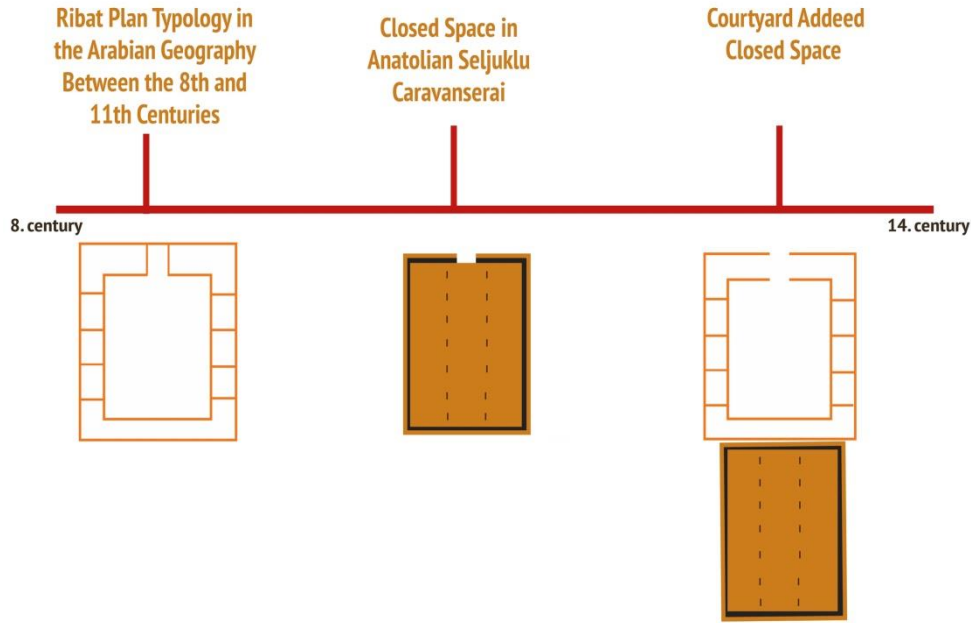 Ribat Plan Typology in
the Arabian Geography
Between the 8th and
11th Centuries
Closed Space in
Anatolian Seljuklu
Caravanserai
Courtyard Addeed
Closed Space
8. century
14. century